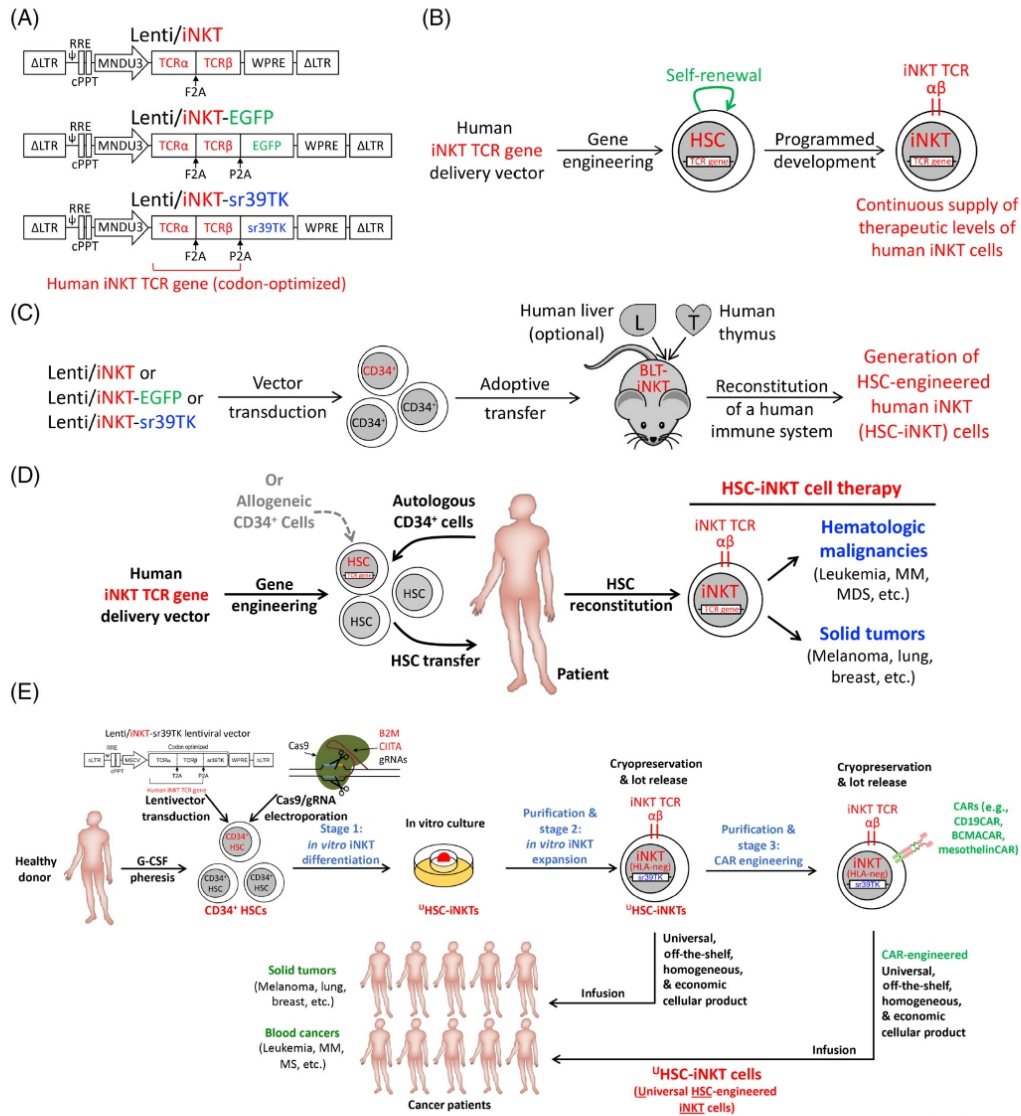 (A)
Lenti/iNKT
RRE
ΔLTR
ψ
MNDU3
TCRα
TCRβ
WPRE
ΔLTR
cPPT
F2A
Lenti/iNKT-EGFP
RRE
ΔLTR
ψ
MNDU3
TCRα
TCRβ
EGFP
WPRE
ΔLTR
cPPT
F2A
P2A
Lenti/iNKT-sr39TK
RRE
ΔLTR
ψ
MNDU3
TCRα
TCRβ
sr39TK
WPRE
ΔLTR
cPPT
F2A
P2A
Human iNKT TCR gene (codon-optimized)
(B)
Human
iNKT TCR gene
delivery vector
Gene
engineering
Self-renewal
HSC
TCR gene
Programmed
development
iNKT TCR
αβ
iNKT
TCR gene
Continuous supply of
therapeutic levels of
human iNKT cells
(C)
Lenti/iNKT or
Lenti/iNKT-EGFP or
Lenti/iNKT-sr39TK
Vector
transduction
CD34+
CD34+
CD34+
Adoptive
transfer
Human liver
(optional)
L
T
Human
thymus
BLT-
iNKT
Reconstitution
of a human
immune system
Generation of
HSC-engineered
human iNKT
(HSC-iNKT) cells
(D)
Or
Allogeneic
CD34+ Cells
Autologous
CD34+ cells
Human
iNKT TCR gene
delivery vector
Gene
engineering
HSC
TCR gene
HSC
HSC
HSC transfer
Patient
HSC
reconstitution
HSC-iNKT cell therapy
iNKT TCR
αβ
iNKT
TCR gene
Hematologic
malignancies
(Leukemia, MM,
MDS, etc.)
Solid tumors
(Melanoma, lung,
breast, etc.)
(E)
Lenti/iNKT-sr39TK lentiviral vector
Codon optimized
RRE
ΔLTR
MSCV
TCRα
TCRβ
sr39TK
WPRE
ΔLTR
cPPT
T2A
P2A
Human iNKT TCR gene
Cas9
B2M
CIITA
gRNAs
Lentivector
transduction
Cas9/gRNA
electroporation
Healthy
donor
G-CSF
pheresis
CD34+
HSC
CD34+
HSC
CD34+
HSC
CD34+ HSCs
Stage 1:
in vitro iNKT
differentiation
In vitro culture
UHSC-iNKTs
Purification &
stage 2:
in vitro iNKT
expansion
Cryopreservation
& lot release
iNKT TCR
αβ
iNKT
(HLA-neg)
sr39TK
UHSC-iNKTs
Purification &
stage 3:
CAR engineering
Cryopreservation
& lot release
iNKT TCR
αβ
iNKT
(HLA-neg)
sr39TK
CARs (e.g.,
CD19CAR,
BCMACAR,
mesothelinCAR)
Universal,
off-the-shelf,
homogeneous,
& economic
cellular product
Infusion
CAR-engineered
Universal,
off-the-shelf,
homogeneous,
& economic
cellular product
Infusion
Solid tumors
(Melanoma, lung,
breast, etc.)
Blood cancers
(Leukemia, MM,
MS, etc.)
Cancer patients
UHSC-iNKT cells
(Universal HSC-engineered
iNKT cells)